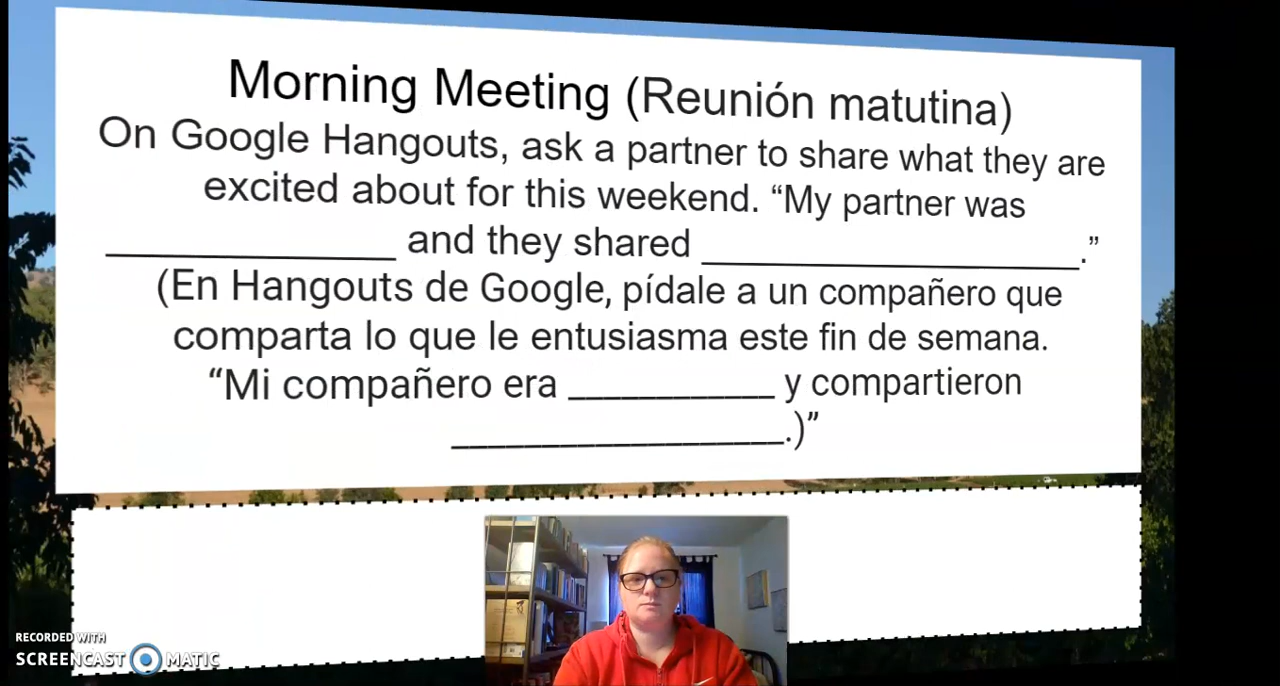 Morning Meeting (Reunión matutina)
On Google Hangouts, ask a partner to share what they are
excited about for this weekend. “My partner was
______________ and they shared __________________.”
(En Hangouts de Google, pídale a un compañero que
comparta lo que le entusiasma este fin de semana.
“Mi compañero era __________ y compartieron
________________.)”
RECORDED WITH
SCREENCAST MATIC